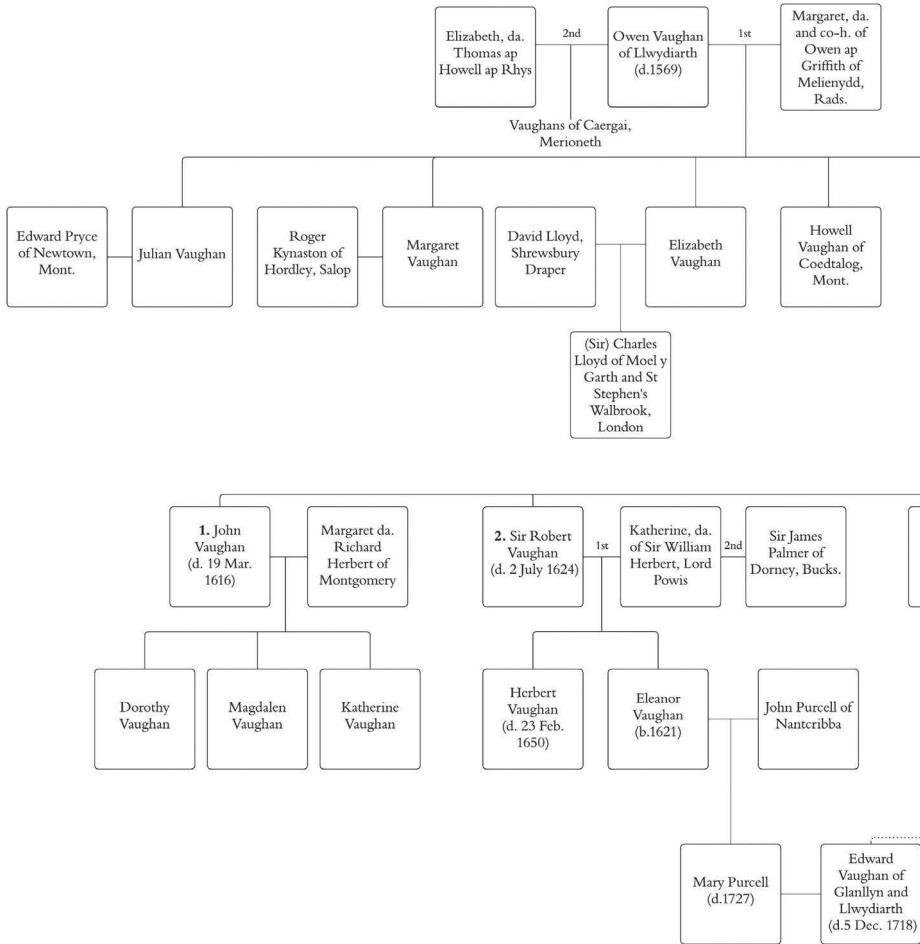 Elizabeth, da.
Thomas ap
Howell ap Rhys
2nd
Owen Vaughan
of Llwydiarth
(d.1569)
1st
Margaret, da.
and co-h. of
Owen ap
Griffith of
Melienydd,
Rads.
Vaughans of Caergai,
Merioneth
Edward Pryce
of Newtown,
Mont.
Julian Vaughan
Roger
Kynaston of
Hordley, Salop
Margaret
Vaughan
David Lloyd,
Shrewsbury
Draper
Elizabeth
Vaughan
Howell
Vaughan of
Coedtalog,
Mont.
(Sir) Charles
Lloyd of Moel y
Garth and St
Stephen's
Walbrook,
London
1. John
Vaughan
(d. 19 Mar.
1616)
Margaret da.
Richard
Herbert of
Montgomery
2. Sir Robert
Vaughan
(d. 2 July 1624)
1st
Katherine, da.
of Sir William
Herbert, Lord
Powis
2nd
Sir James
Palmer of
Dorney, Bucks.
Dorothy
Vaughan
Magdalen
Vaughan
Katherine
Vaughan
Herbert
Vaughan
(d. 23 Feb.
1650)
Eleanor
Vaughan
(b.1621)
John Purcell of
Nantcribba
Mary Purcell
(d.1727)
Edward
Vaughan of
Glanllyn and
Llwydiarth
(d.5 Dec. 1718)